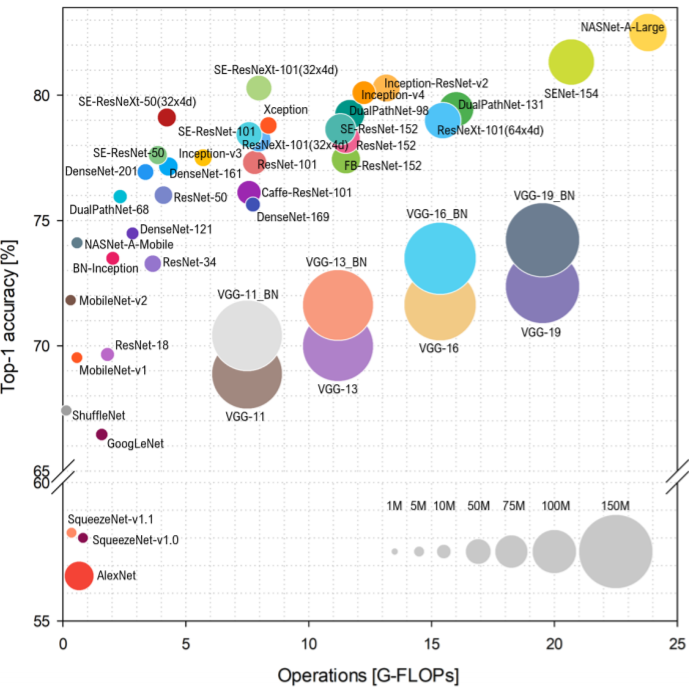 NASNet-A-Large
SENet-154
SE-ResNeXt-101(32x4d)
Inception-ResNet-v2
Inception-v4
80
SE-ResNeXt-50(32x4d)
Xception
DualPathNet-98
DualPathNet-131
SE-ResNet-101
SE-ResNet-152
ResNeXt-101(64x4d)
ResNeXt-101(32x4d)
ResNet-152
SE-ResNet-50
Inception-v3
ResNet-101
FB-ResNet-152
DenseNet-201
DenseNet-161
Caffe-ResNet-101
ResNet-50
DualPathNet-68
DenseNet-169
VGG-19_BN
75
VGG-16_BN
DenseNet-121
NASNet-A-Mobile
BN-Inception
ResNet-34
VGG-13_BN
MobileNet-v2
VGG-11_BN
VGG-19
70
ResNet-18
VGG-16
MobileNet-v1
VGG-13
ShuffleNet
VGG-11
GoogLeNet
65
60
1M 5M 10M 50M 75M 100M 150M
SqueezeNet-v1.1
SqueezeNet-v1.0
AlexNet
55
0 5 10 15 20 25
Operations [G-FLOPs]
Top-1 accuracy [%]